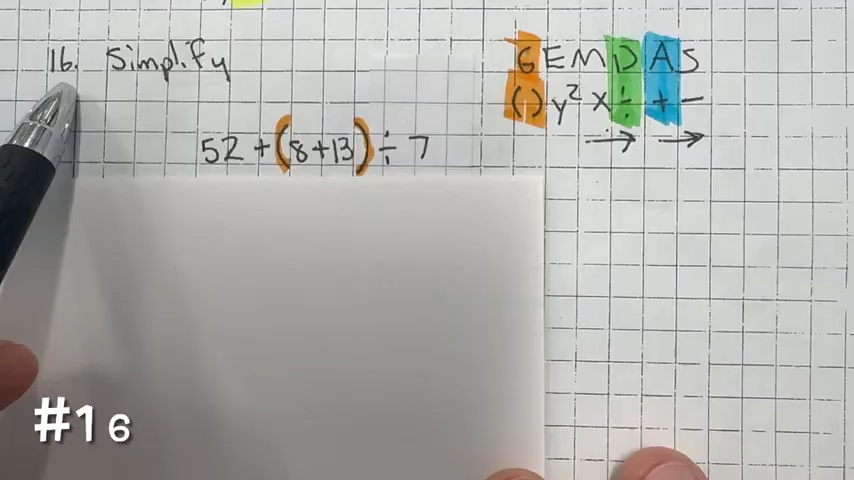 16. Simplify
GEMDAS
( ) y² × ÷ + −
→ →
52 + (8+13) ÷ 7
#16